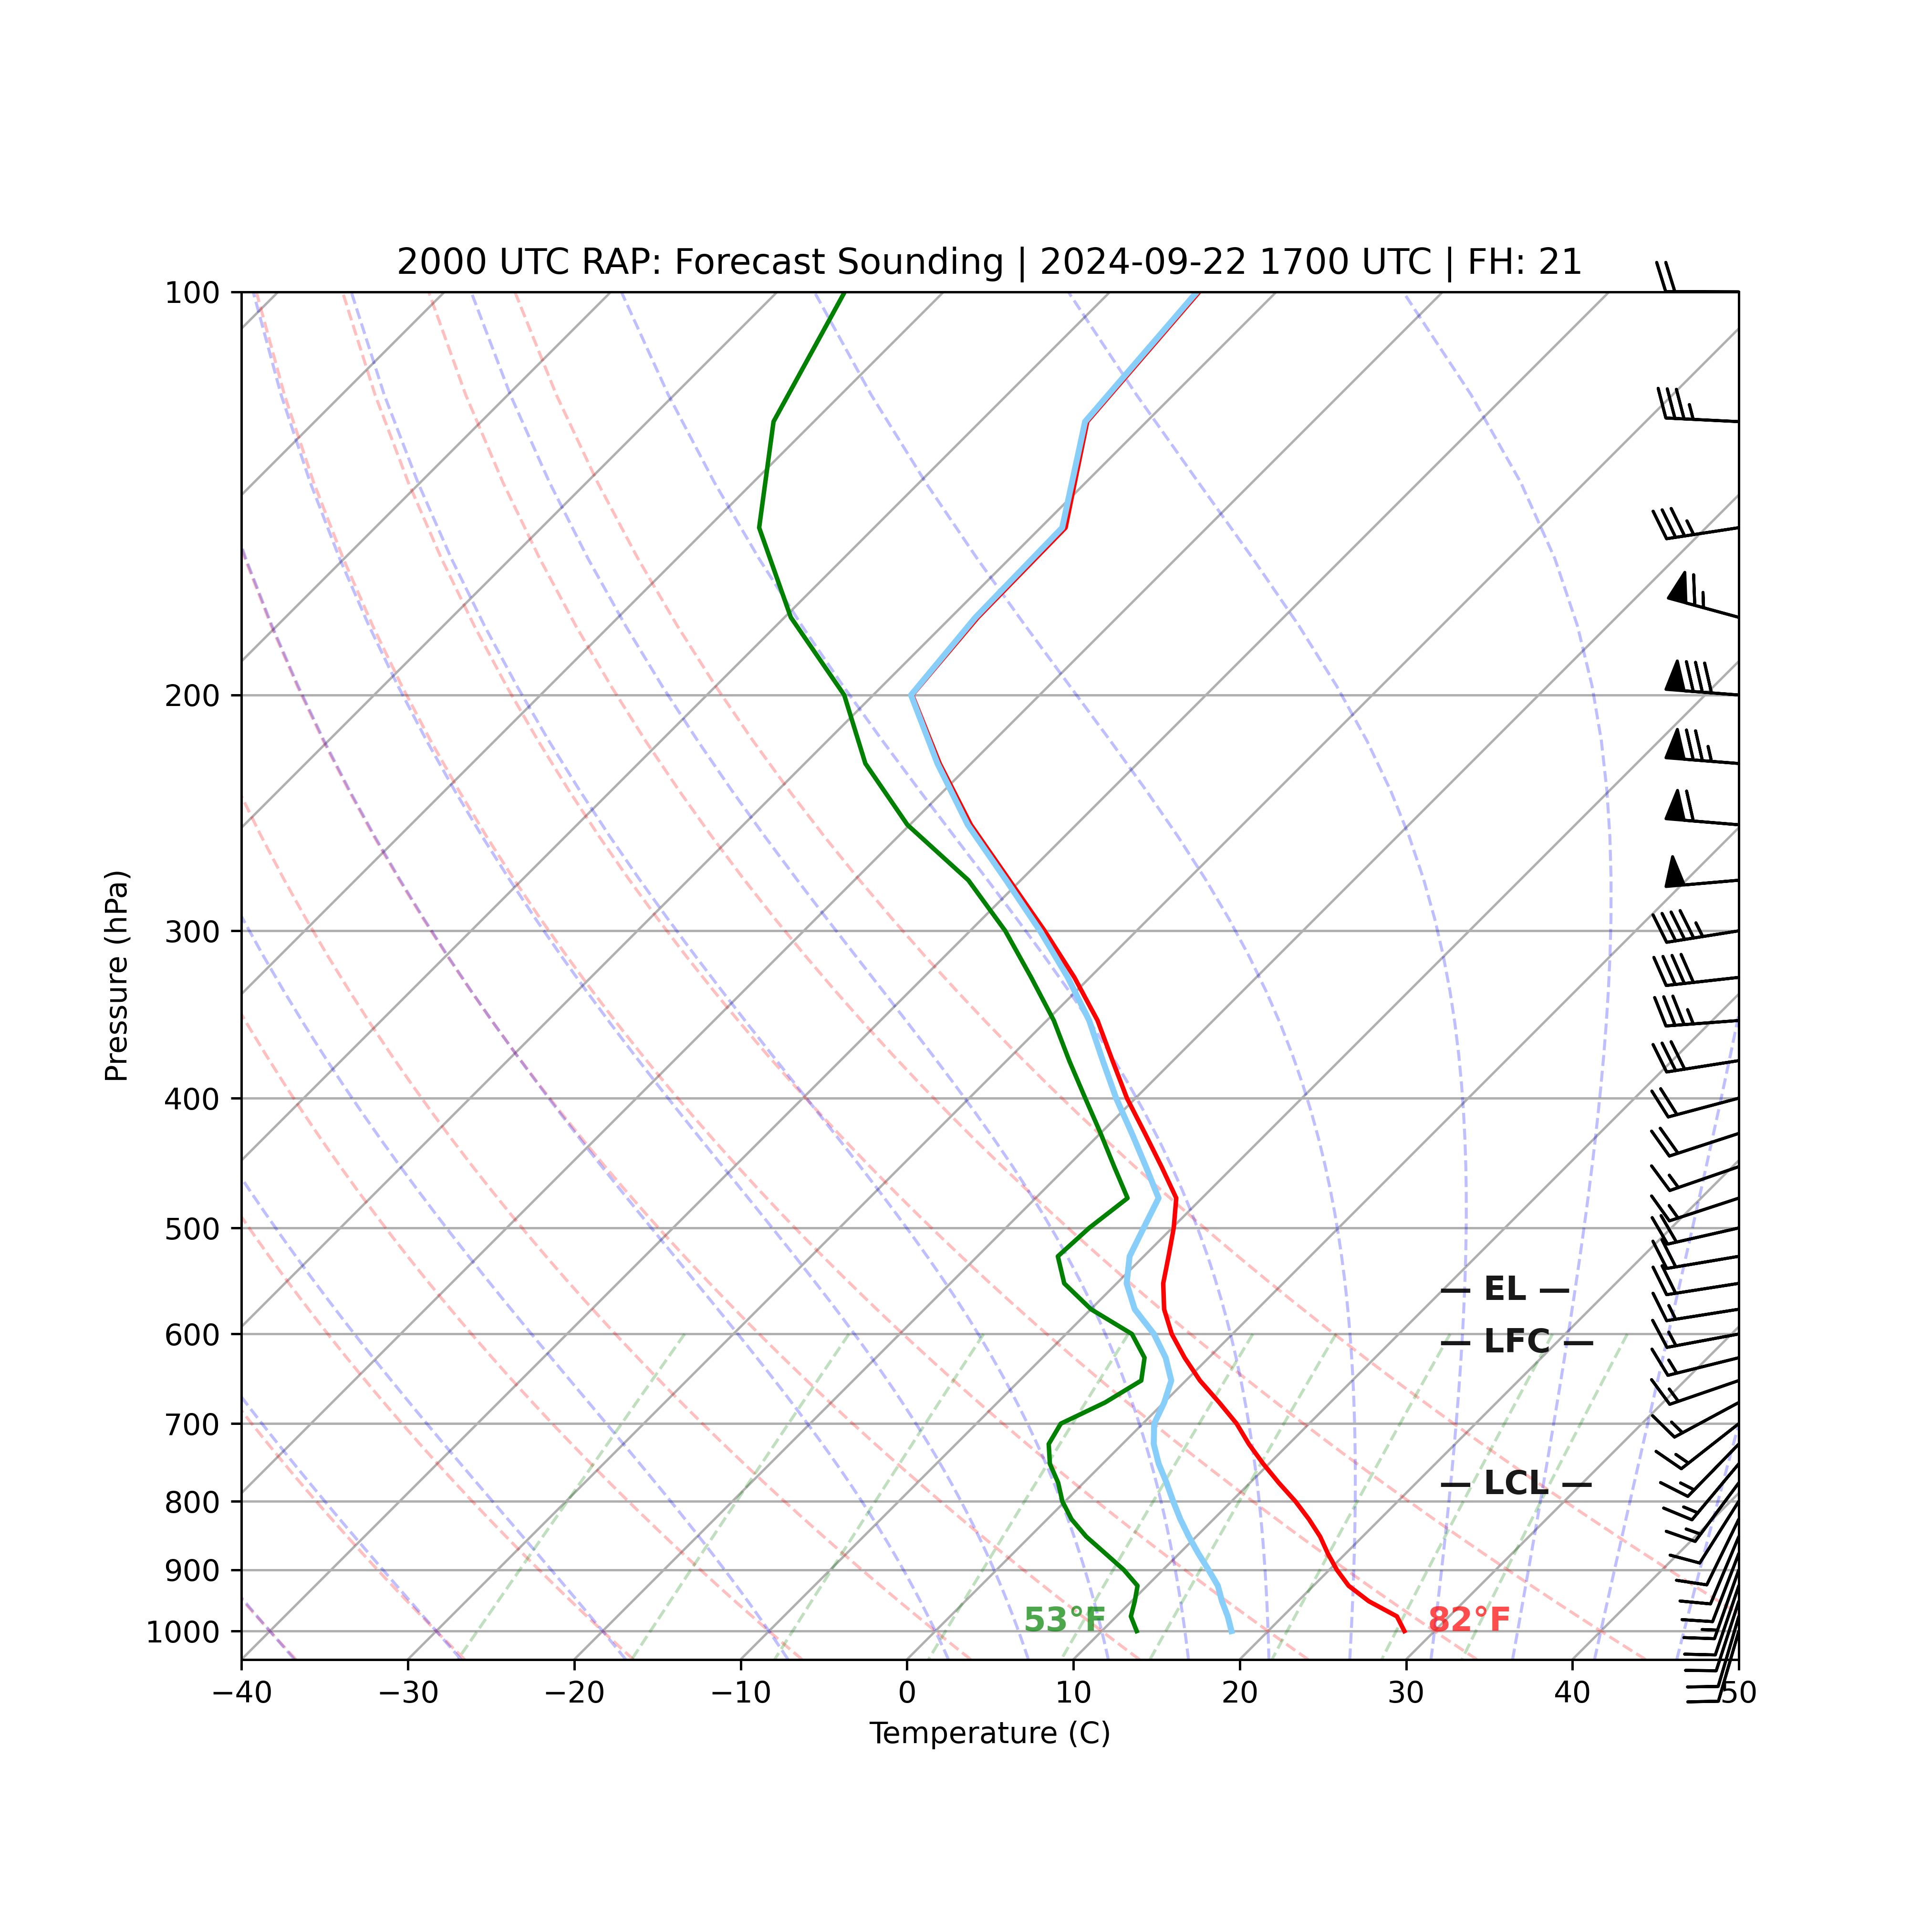 2000 UTC RAP: Forecast Sounding | 2024-09-22 1700 UTC | FH: 21
100
200
300
400
500
600
700
800
900
1000
Pressure (hPa)
— EL —
— LFC —
— LCL —
53°F
82°F
−40 −30 −20 −10 0 10 20 30 40 50
Temperature (C)